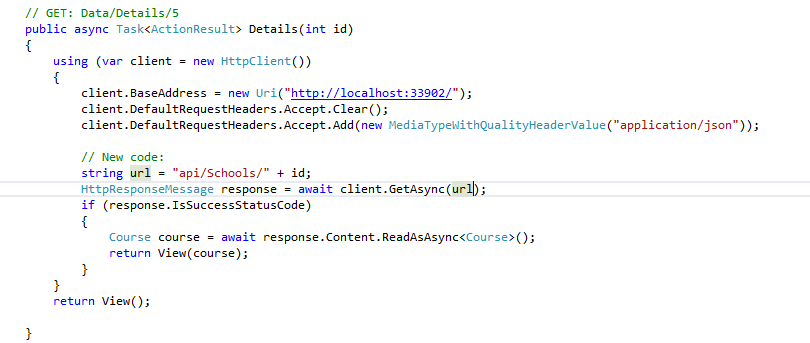 // GET: Data/Details/5
public async Task<ActionResult> Details(int id)
{
using (var client = new HttpClient())
{
client.BaseAddress = new Uri("http://localhost:33902/");
client.DefaultRequestHeaders.Accept.Clear();
client.DefaultRequestHeaders.Accept.Add(new MediaTypeWithQualityHeaderValue("application/json"));
// New code:
string url = "api/Schools/" + id;
HttpResponseMessage response = await client.GetAsync(url);
if (response.IsSuccessStatusCode)
{
Course course = await response.Content.ReadAsAsync<Course>();
return View(course);
}
}
return View();
}